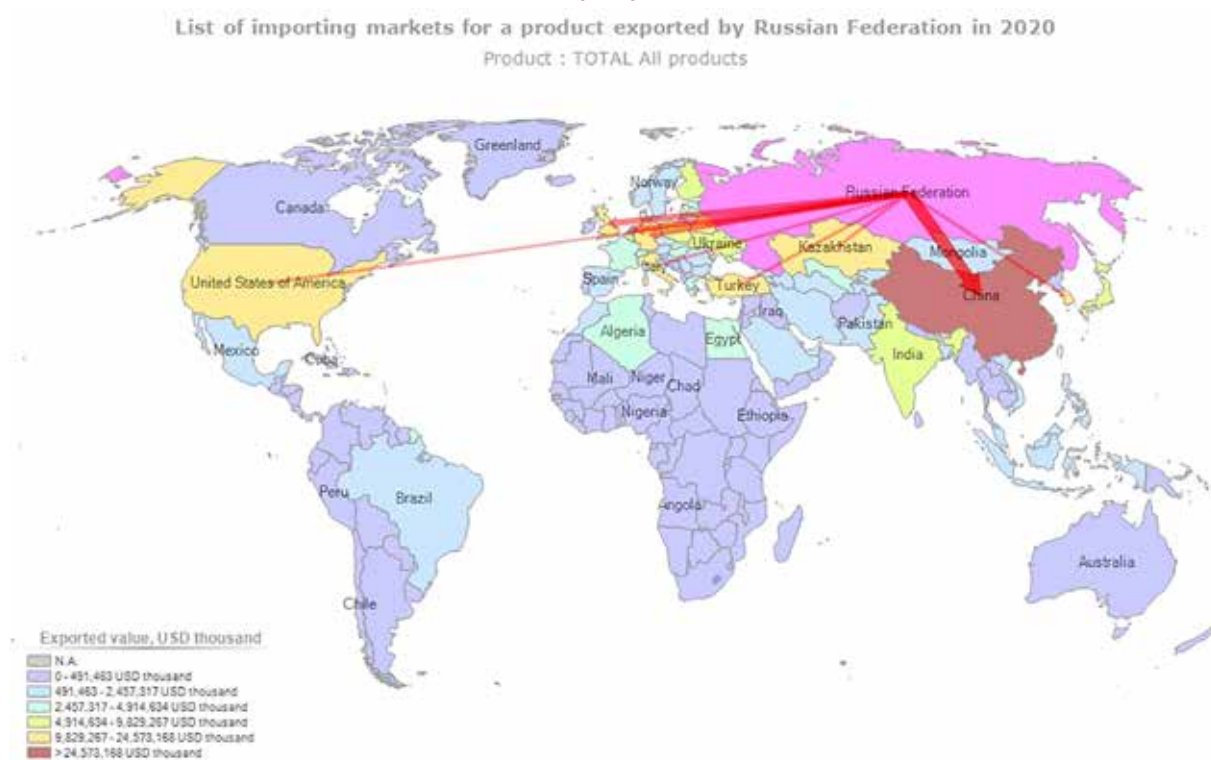 List of importing markets for a product exported by Russian Federation in 2020
Product : TOTAL All products
Greenland
Norway
Russian Federation
Canada
Ukraine
Kazakhstan
Mongolia
United States of America
Spain
Italy
Turkey
China
Iraq
Pakistan
Mexico
Cuba
Algeria
Egypt
India
Mali
Niger
Chad
Nigeria
Ethiopia
Peru
Brazil
Angola
Australia
Chile
Exported value, USD thousand
N.A.
0 - 491,463 USD thousand
491,463 - 2,457,317 USD thousand
2,457,317 - 4,914,634 USD thousand
4,914,634 - 9,829,267 USD thousand
9,829,267 - 24,573,168 USD thousand
> 24,573,168 USD thousand